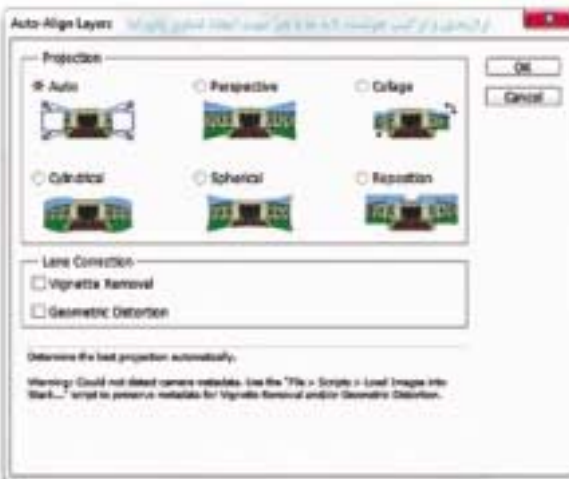 Auto-Align Layers
Projection
Auto
Perspective
Collage
Cylindrical
Spherical
Reposition
OK
Cancel
Lens Correction
Vignette Removal
Geometric Distortion
Determine the best projection automatically.
Warning: Could not detect camera metadata. Use the "File > Scripts > Load Images into
Stack..." script to preserve metadata for Vignette Removal and/or Geometric Distortion.